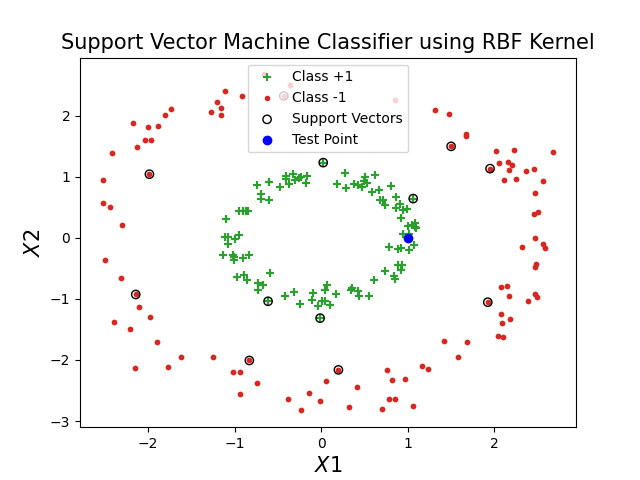 Support Vector Machine Classifier using RBF Kernel
Class +1
Class -1
Support Vectors
Test Point
X2
2
1
0
−1
−2
−3
−2
−1
0
1
2
X1